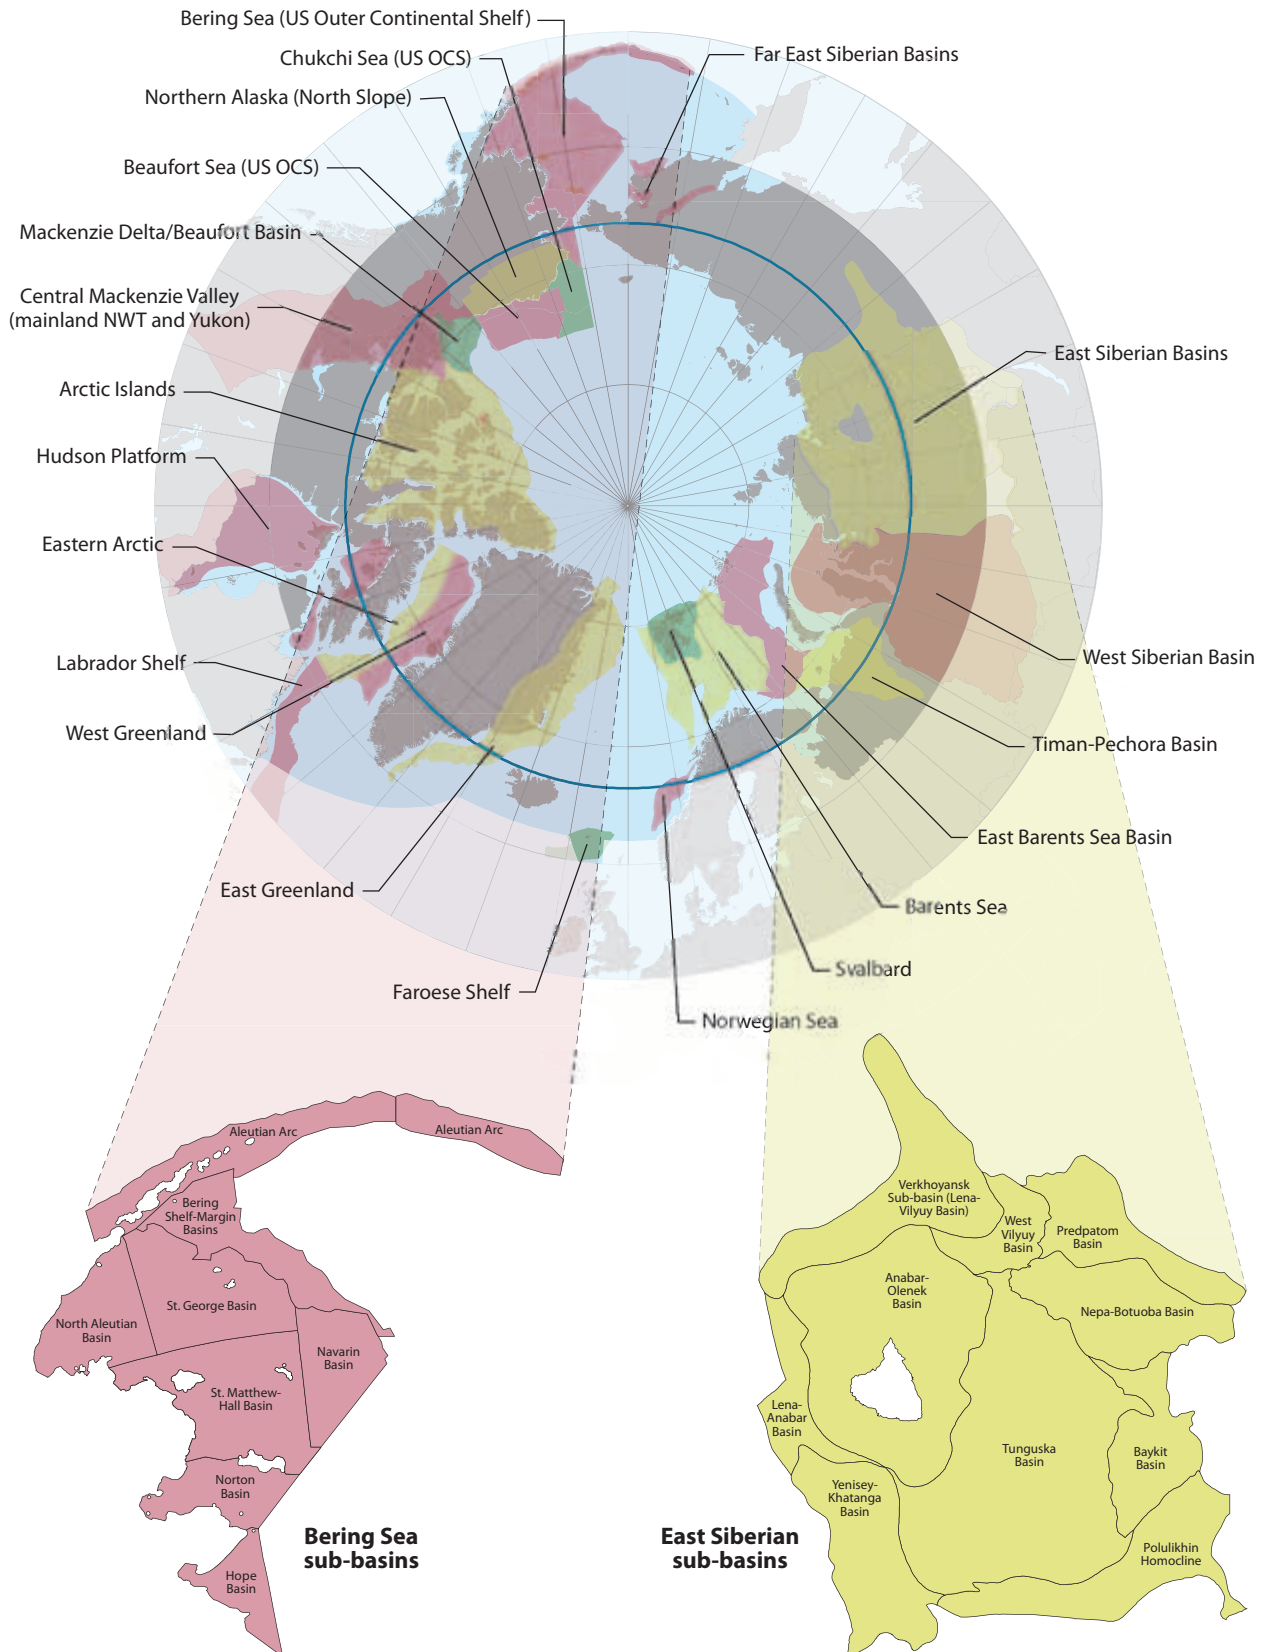 Bering Sea (US Outer Continental Shelf)
Chukchi Sea (US OCS)
Far East Siberian Basins
Northern Alaska (North Slope)
Beaufort Sea (US OCS)
Mackenzie Delta/Beaufort Basin
Central Mackenzie Valley
(mainland NWT and Yukon)
East Siberian Basins
Arctic Islands
Hudson Platform
Eastern Arctic
Labrador Shelf
West Siberian Basin
West Greenland
Timan-Pechora Basin
East Barents Sea Basin
East Greenland
Barents Sea
Svalbard
Faroese Shelf
Norwegian Sea
Aleutian Arc
Aleutian Arc
Bering
Shelf-Margin
Basins
St. George Basin
North Aleutian
Basin
Navarin
Basin
St. Matthew-
Hall Basin
Norton
Basin
Hope
Basin
Bering Sea
sub-basins
Verkhoyansk
Sub-basin (Lena-
Vilyuy Basin)
West
Vilyuy
Basin
Predpatom
Basin
Anabar-
Olenek
Basin
Nepa-Botuoba Basin
Lena-
Anabar
Basin
Tunguska
Basin
Baykit
Basin
Yenisey-
Khatanga
Basin
Polulikhin
Homocline
East Siberian
sub-basins